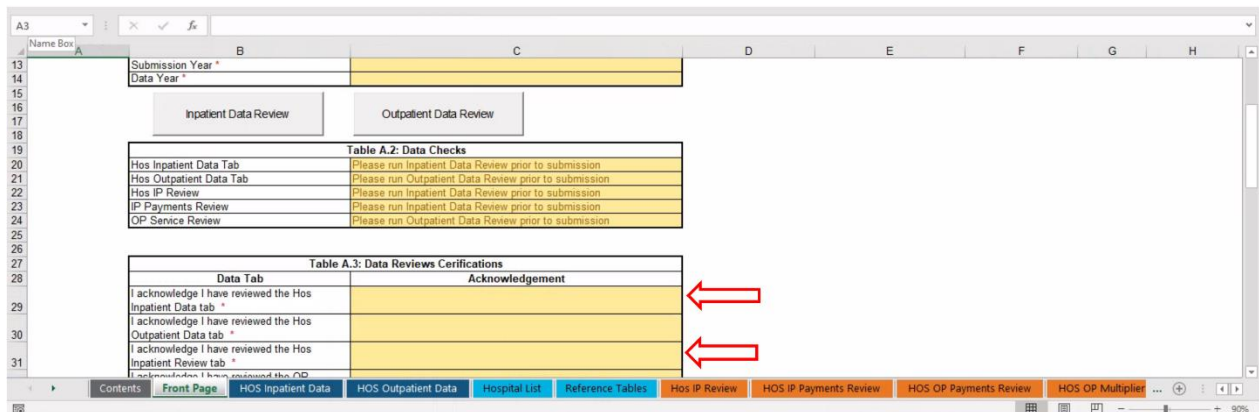 A3
fx
Name Box
A B C D E F G H
13 Submission Year *
14 Data Year *
15
16
Inpatient Data Review Outpatient Data Review
17
18
19 Table A.2: Data Checks
20 Hos Inpatient Data Tab Please run Inpatient Data Review prior to submission
21 Hos Outpatient Data Tab Please run Outpatient Data Review prior to submission
22 Hos IP Review Please run Inpatient Data Review prior to submission
23 IP Payments Review Please run Inpatient Data Review prior to submission
24 OP Service Review Please run Outpatient Data Review prior to submission
25
26
27 Table A.3: Data Reviews Cerifications
28 Data Tab Acknowledgement
I acknowledge I have reviewed the Hos
29 Inpatient Data tab *
I acknowledge I have reviewed the Hos
30 Outpatient Data tab *
I acknowledge I have reviewed the Hos
31 Inpatient Review tab *
I acknowledge I have reviewed the OP
Contents Front Page HOS Inpatient Data HOS Outpatient Data Hospital List Reference Tables Hos IP Review HOS IP Payments Review HOS OP Payments Review HOS OP Multiplier ...
90%